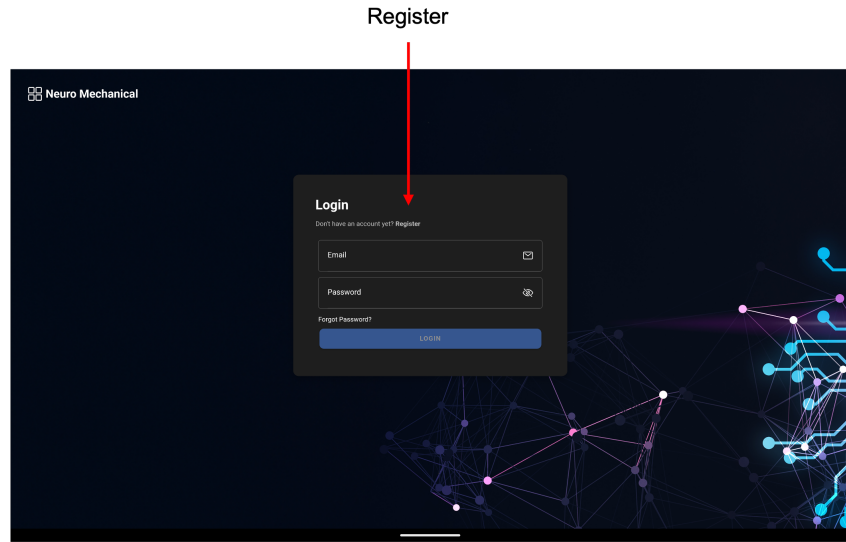 Register
Neuro Mechanical
Login
Don't have an account yet? Register
Email
Password
Forgot Password?
LOGIN